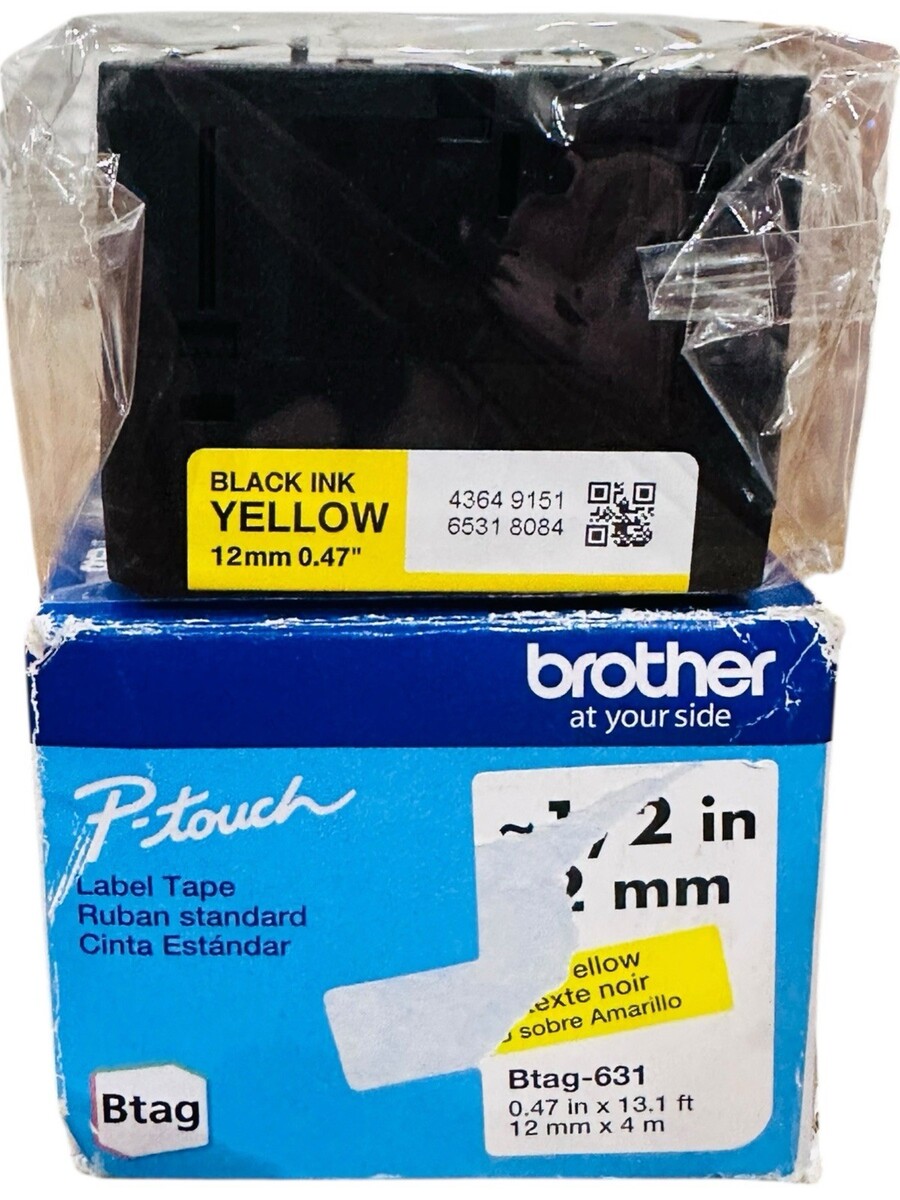 BLACK INK
YELLOW
12mm 0.47"
4364 9151
6531 8084
brother
at your side
P-touch
Label Tape
Ruban standard
Cinta Estándar
2 in
mm
noir
sobre Amarillo
Btag-631
0.47 in x 13.1 ft
12 mm x 4 m
Btag